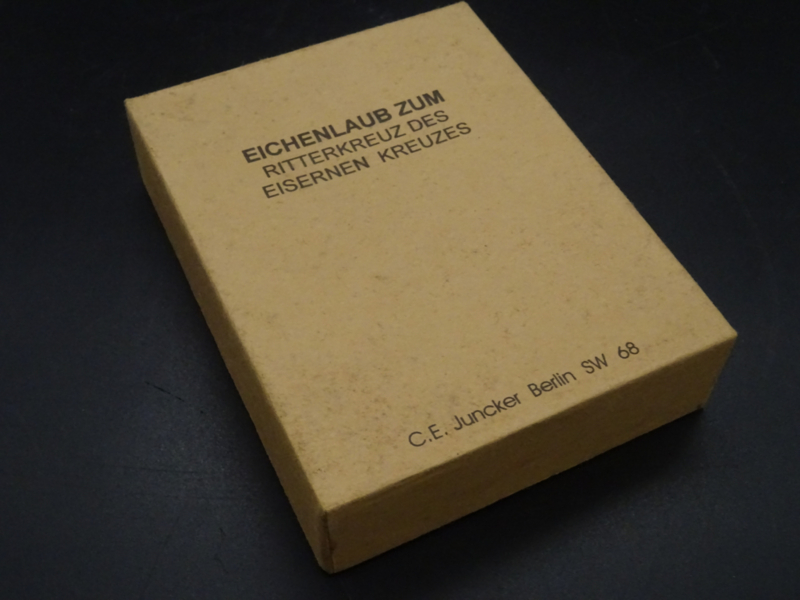 EICHENLAUB ZUM
RITTERKREUZ DES
EISERNEN KREUZES
C.E. Juncker Berlin SW 68